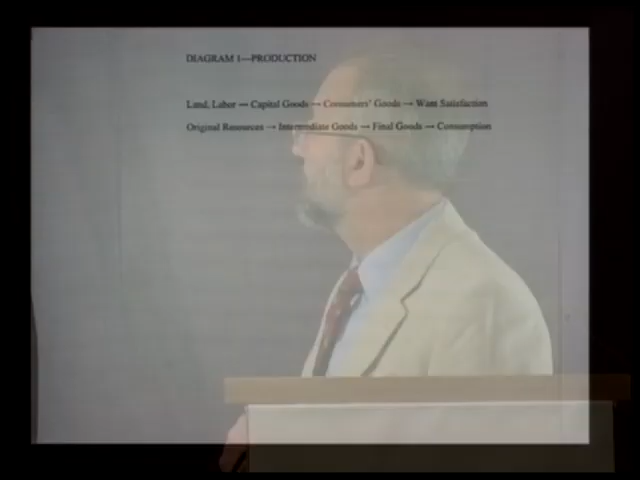 DIAGRAM 1—PRODUCTION
Land, Labor → Capital Goods → Consumers' Goods → Want Satisfaction
Original Resources → Intermediate Goods → Final Goods → Consumption